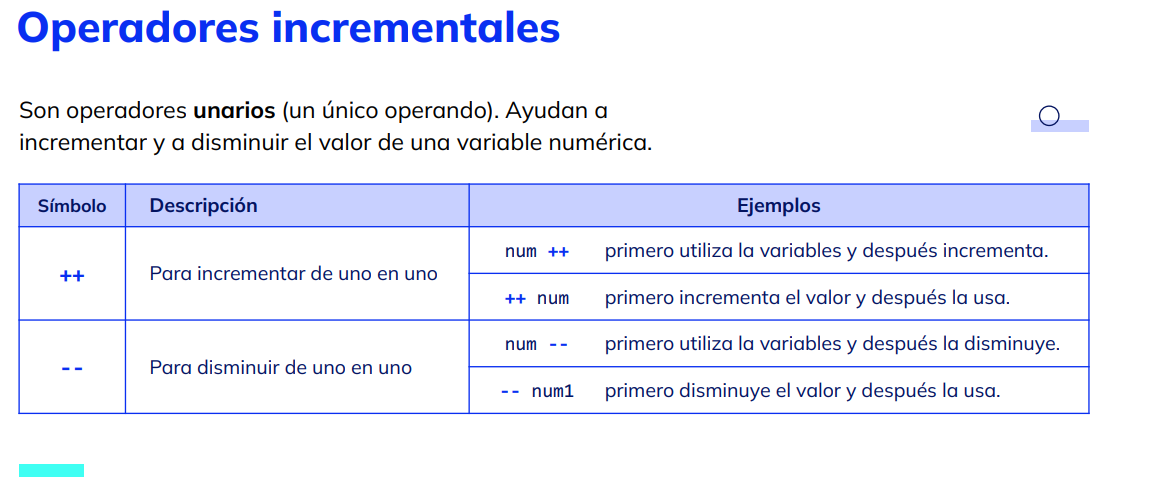 Operadores incrementales
Son operadores unarios (un único operando). Ayudan a
incrementar y a disminuir el valor de una variable numérica.
Símbolo Descripción Ejemplos
++ Para incrementar de uno en uno
num ++ primero utiliza la variables y después incrementa.
++ num primero incrementa el valor y después la usa.
-- Para disminuir de uno en uno
num -- primero utiliza la variables y después la disminuye.
-- num1 primero disminuye el valor y después la usa.